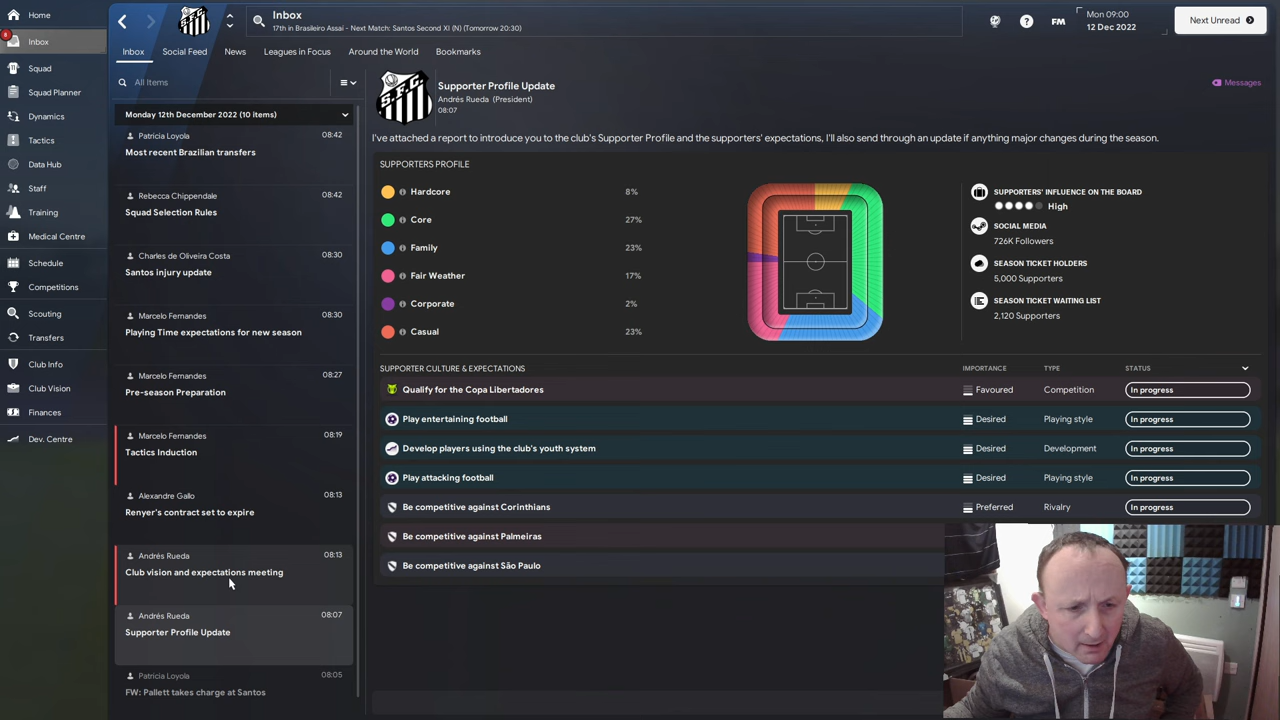 Home
6
Inbox
Squad
Squad Planner
Dynamics
Tactics
Data Hub
Staff
Training
Medical Centre
Schedule
Competitions
Scouting
Transfers
Club Info
Club Vision
Finances
Dev. Centre
S.F.C.
Inbox
17th in Brasileiro Assaí - Next Match: Santos Second XI (N) (Tomorrow 20:30)
?
FM
Mon 09:00
12 Dec 2022
Next Unread
Inbox
Social Feed
News
Leagues in Focus
Around the World
Bookmarks
All Items
Monday 12th December 2022 (10 items)
Patrícia Loyola 08:42
Most recent Brazilian transfers
Rebecca Chippendale 08:42
Squad Selection Rules
Charles de Oliveira Costa 08:30
Santos injury update
Marcelo Fernandes 08:30
Playing Time expectations for new season
Marcelo Fernandes 08:27
Pre-season Preparation
Marcelo Fernandes 08:19
Tactics Induction
Alexandre Gallo 08:13
Renyer's contract set to expire
Andrés Rueda 08:13
Club vision and expectations meeting
Andrés Rueda 08:07
Supporter Profile Update
Patrícia Loyola 08:05
FW: Pallett takes charge at Santos
S.F.C.
Supporter Profile Update
Andrés Rueda (President)
08:07
Messages
I've attached a report to introduce you to the club's Supporter Profile and the supporters' expectations, I'll also send through an update if anything major changes during the season.
SUPPORTERS PROFILE
Hardcore 8%
Core 27%
Family 23%
Fair Weather 17%
Corporate 2%
Casual 23%
SUPPORTERS' INFLUENCE ON THE BOARD
High
SOCIAL MEDIA
726K Followers
SEASON TICKET HOLDERS
5,000 Supporters
SEASON TICKET WAITING LIST
2,120 Supporters
SUPPORTER CULTURE & EXPECTATIONS IMPORTANCE TYPE STATUS
Qualify for the Copa Libertadores Favoured Competition In progress
Play entertaining football Desired Playing style In progress
Develop players using the club's youth system Desired Development In progress
Play attacking football Desired Playing style In progress
Be competitive against Corinthians Preferred Rivalry In progress
Be competitive against Palmeiras
Be competitive against São Paulo